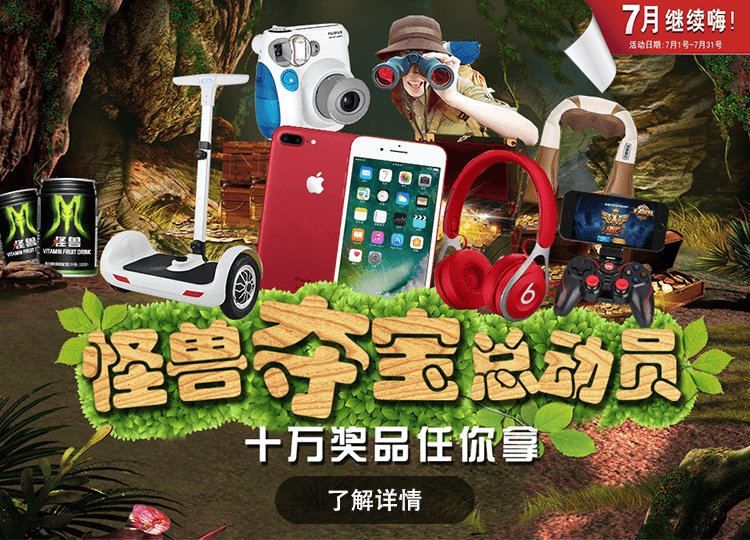 7月继续嗨!
活动日期:7月1号-7月31号
FUJIFILM
怪兽
VITAMIN FRUIT DRINK
怪兽
VITAMIN FRUIT DRINK
怪兽夺宝总动员
十万奖品任你拿
了解详情